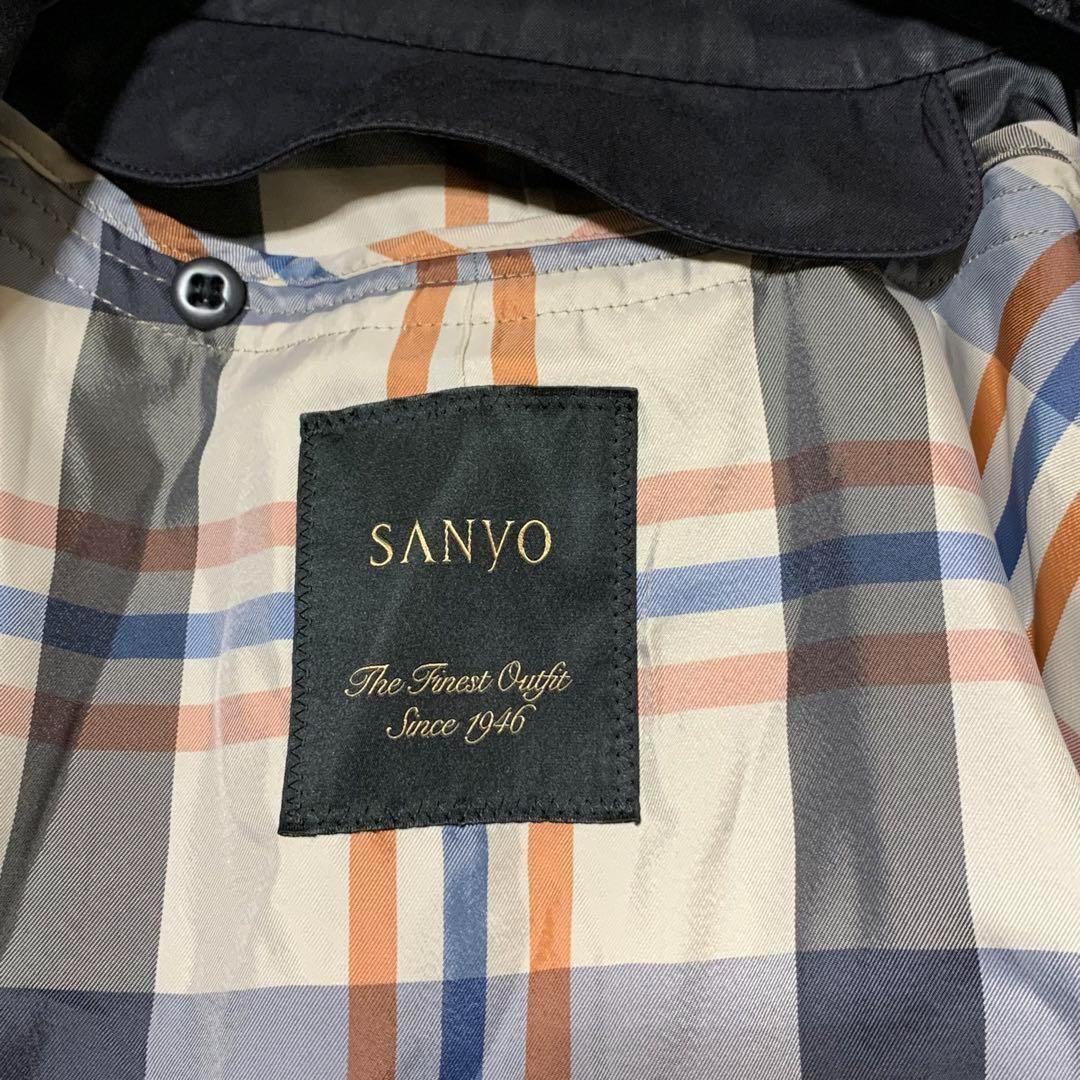 SANYO
The Finest Outfit
Since 1946